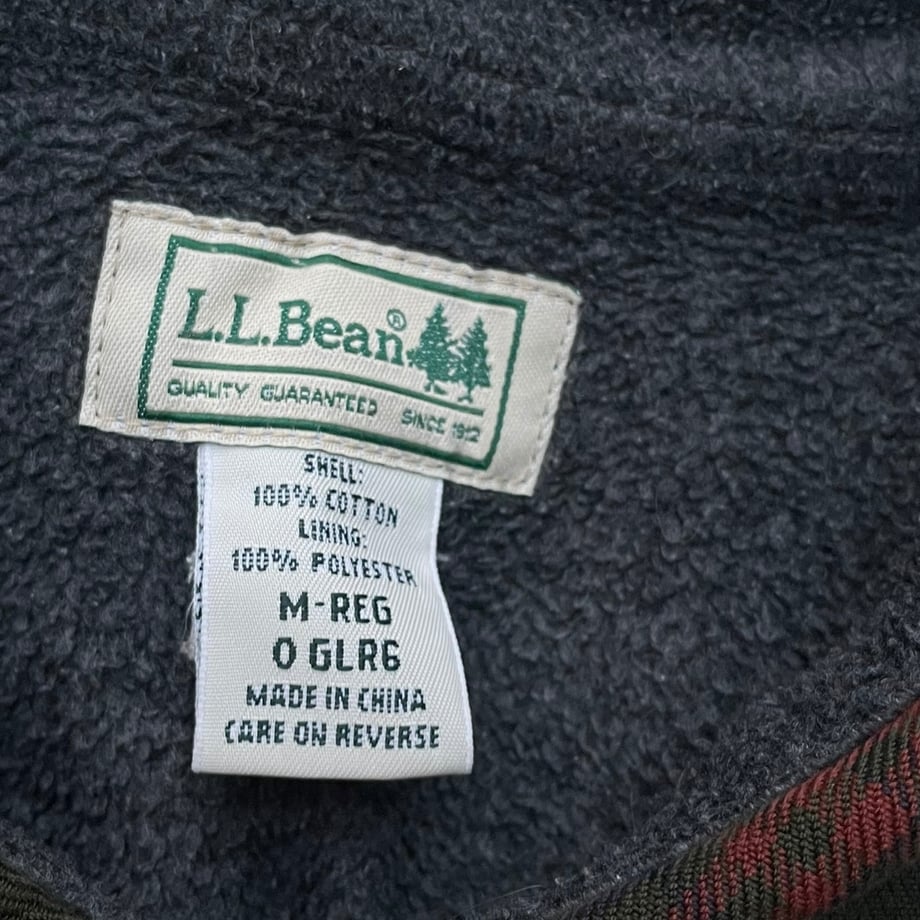 L.L.Bean®
QUALITY GUARANTEED SINCE 1912
SHELL:
100% COTTON
LINING:
100% POLYESTER
M-REG
0 GLR6
MADE IN CHINA
CARE ON REVERSE